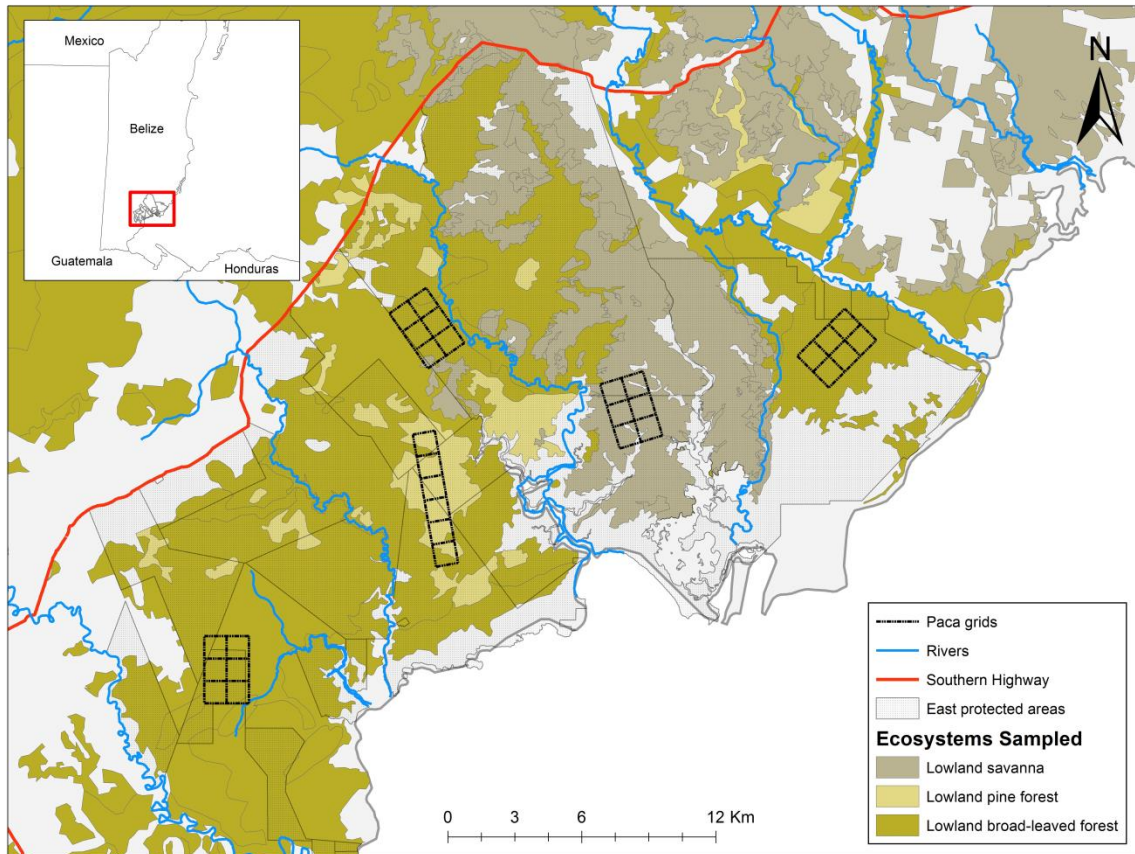 Mexico
Belize
Guatemala
Honduras
N
Paca grids
Rivers
Southern Highway
East protected areas
Ecosystems Sampled
Lowland savanna
Lowland pine forest
Lowland broad-leaved forest
0 3 6 12 Km